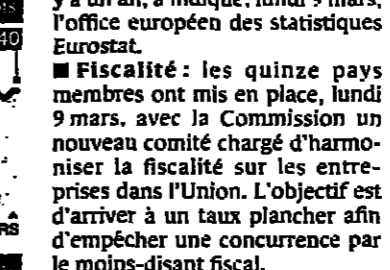 y a un an, a indiqué, lundi 9 mars,
l'office européen des statistiques
Eurostat.
■ Fiscalité : les quinze pays
membres ont mis en place, lundi
9 mars, avec la Commission un
nouveau comité chargé d'harmo-
niser la fiscalité sur les entre-
prises dans l'Union. L'objectif est
d'arriver à un taux plancher afin
d'empêcher une concurrence par
le moins-disant fiscal.
40
RS